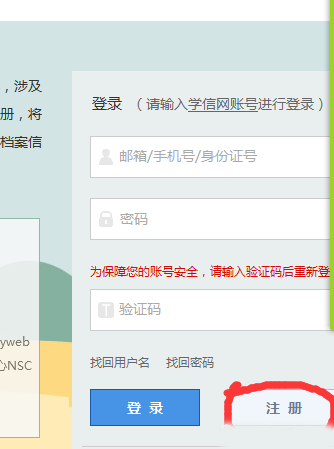 ，涉及
册，将
档案信
登录 （请输入学信网账号进行登录）
邮箱/手机号/身份证号
密码
为保障您的账号安全，请输入验证码后重新登
T 验证码
yweb
心NSC
找回用户名 找回密码
登 录 注 册